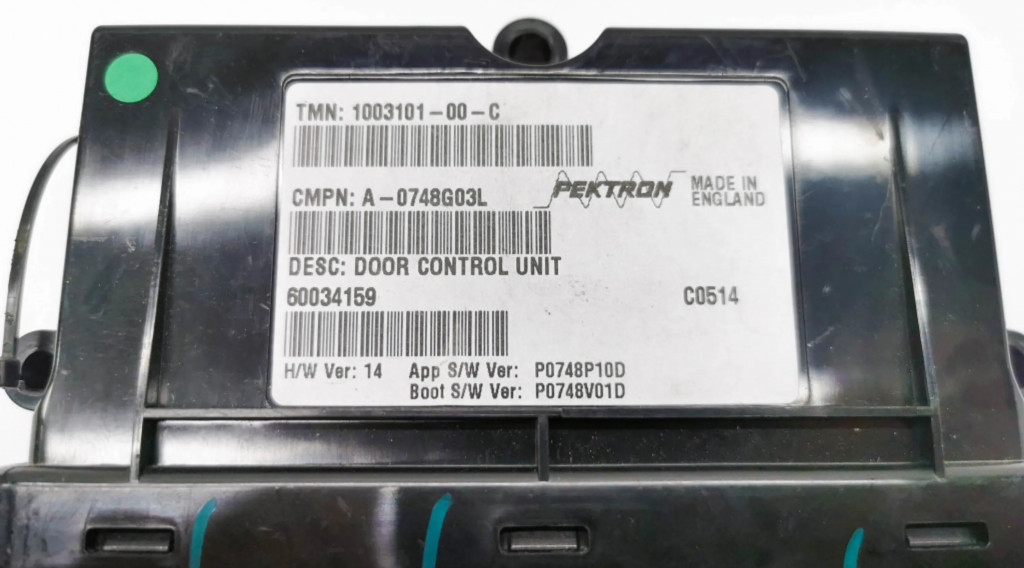 TMN: 1003101-00-C
CMPN: A-0748G03L
PEKTRON
MADE IN
ENGLAND
DESC: DOOR CONTROL UNIT
60034159 C0514
H/W Ver: 14 App S/W Ver: P0748P10D
Boot S/W Ver: P0748V01D